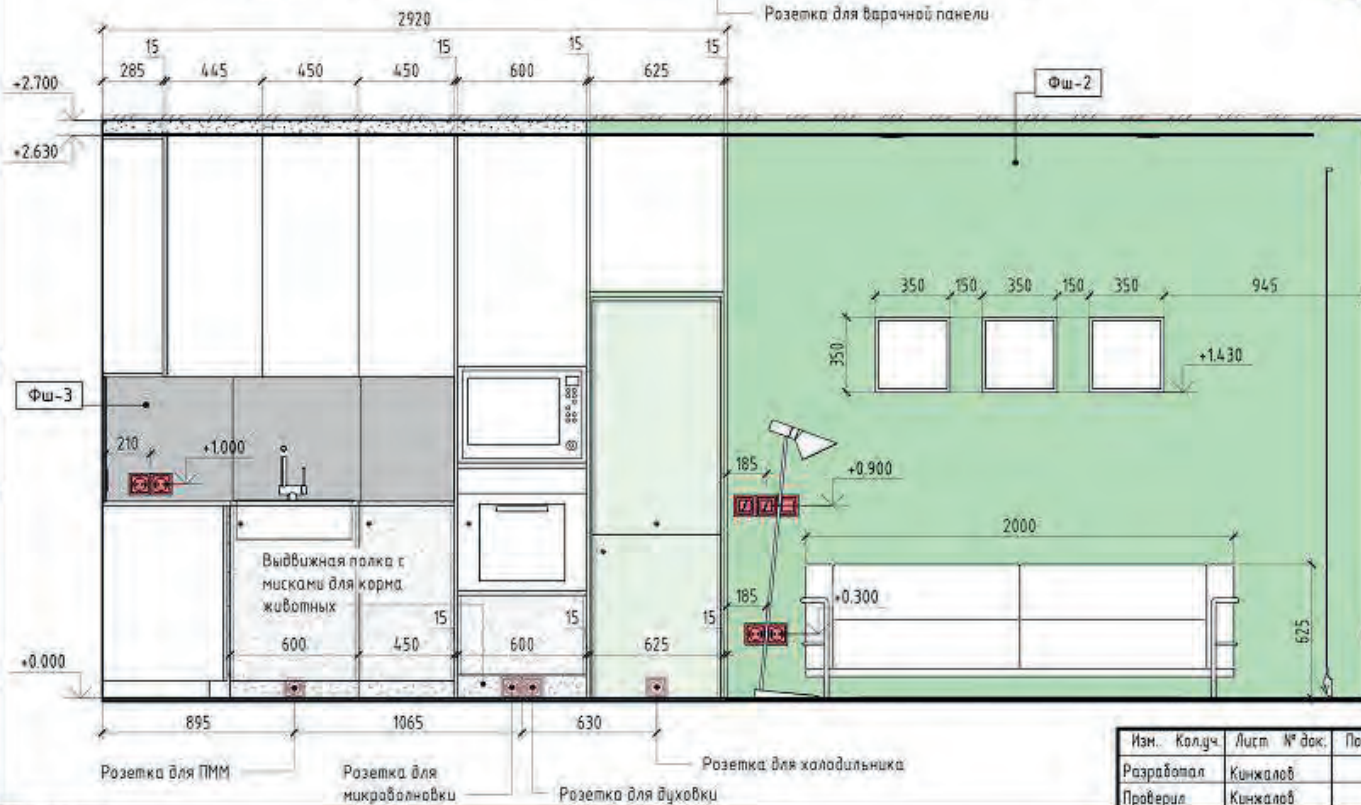 Розетка для варочной панели
2920
15 15 15 15
285 445 450 450 600 625
+2.700
Фш-2
+2.630
350 150 350 150 350 945
350
+1.430
Фш-3
210
+1.000
185
+0.900
2000
Выдвижная полка с
мисками для корма
животных
185
+0.300
15 15 15
600 450 600 625
625
+0.000
895 1065 630
Розетка для ПММ
Розетка для
микроволновки
Розетка для духовки
Розетка для холодильника
Изм. Кол.уч. Лист № док.
Разработал Кинжалов
Проверил Кинжалов